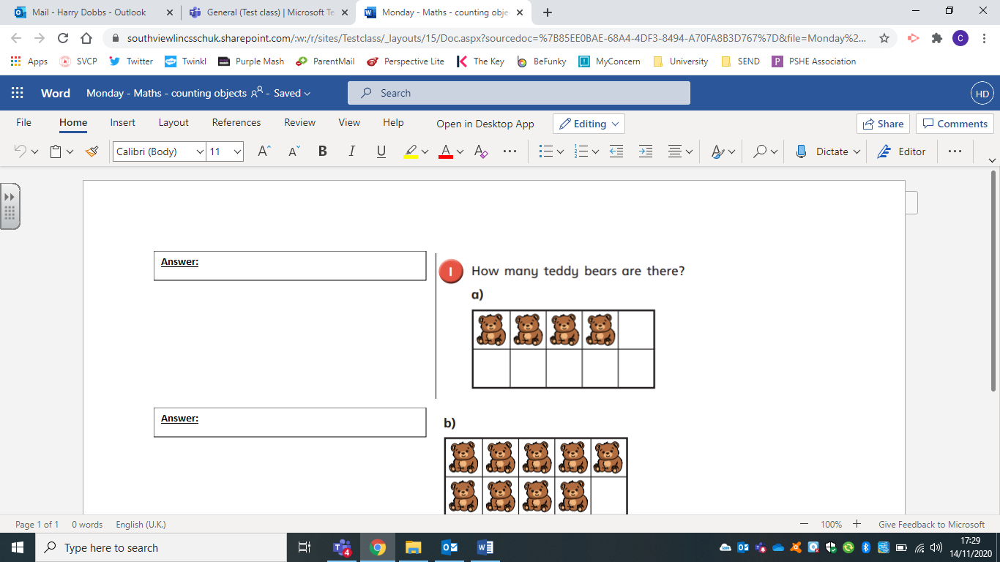 Mail - Harry Dobbs - Outlook
General (Test class) | Microsoft Te
Monday - Maths - counting obje
southviewlincsschuk.sharepoint.com/:w:/r/sites/Testclass/_layouts/15/Doc.aspx?sourcedoc=%7B85EE0BAE-68A4-4DF3-8494-A70FA8B3D767%7D&file=Monday%2...
C
Apps SVCP Twitter Twinkl Purple Mash ParentMail Perspective Lite The Key BeFunky MyConcern University SEND P PSHE Association
Word Monday - Maths - counting objects - Saved Search HD
File Home Insert Layout References Review View Help Open in Desktop App Editing Share Comments
Calibri (Body) 11 A A B I U A A Dictate Editor
Answer:
1 How many teddy bears are there?
a)
Answer:
b)
Page 1 of 1 0 words English (U.K.) 100% Give Feedback to Microsoft
Type here to search 4 17:29
14/11/2020